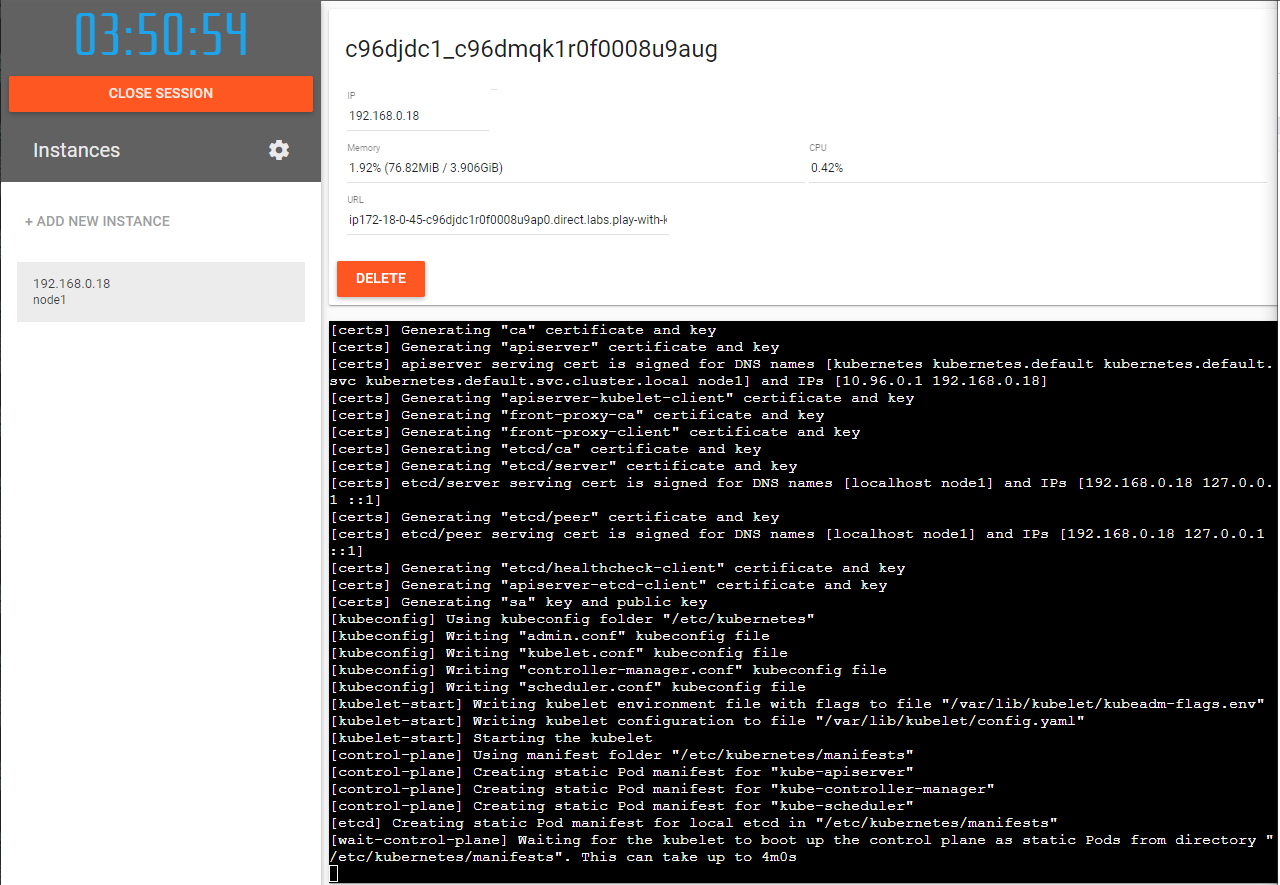 03:50:54
CLOSE SESSION
Instances
+ ADD NEW INSTANCE
192.168.0.18
node1
c96djdc1_c96dmqk1r0f0008u9aug
IP
192.168.0.18
Memory
1.92% (76.82MiB / 3.906GiB)
CPU
0.42%
URL
ip172-18-0-45-c96djdc1r0f0008u9ap0.direct.labs.play-with-k
DELETE
[certs] Generating "ca" certificate and key
[certs] Generating "apiserver" certificate and key
[certs] apiserver serving cert is signed for DNS names [kubernetes kubernetes.default kubernetes.default.
svc kubernetes.default.svc.cluster.local node1] and IPs [10.96.0.1 192.168.0.18]
[certs] Generating "apiserver-kubelet-client" certificate and key
[certs] Generating "front-proxy-ca" certificate and key
[certs] Generating "front-proxy-client" certificate and key
[certs] Generating "etcd/ca" certificate and key
[certs] Generating "etcd/server" certificate and key
[certs] etcd/server serving cert is signed for DNS names [localhost node1] and IPs [192.168.0.18 127.0.0.
1 ::1]
[certs] Generating "etcd/peer" certificate and key
[certs] etcd/peer serving cert is signed for DNS names [localhost node1] and IPs [192.168.0.18 127.0.0.1
::1]
[certs] Generating "etcd/healthcheck-client" certificate and key
[certs] Generating "apiserver-etcd-client" certificate and key
[certs] Generating "sa" key and public key
[kubeconfig] Using kubeconfig folder "/etc/kubernetes"
[kubeconfig] Writing "admin.conf" kubeconfig file
[kubeconfig] Writing "kubelet.conf" kubeconfig file
[kubeconfig] Writing "controller-manager.conf" kubeconfig file
[kubeconfig] Writing "scheduler.conf" kubeconfig file
[kubelet-start] Writing kubelet environment file with flags to file "/var/lib/kubelet/kubeadm-flags.env"
[kubelet-start] Writing kubelet configuration to file "/var/lib/kubelet/config.yaml"
[kubelet-start] Starting the kubelet
[control-plane] Using manifest folder "/etc/kubernetes/manifests"
[control-plane] Creating static Pod manifest for "kube-apiserver"
[control-plane] Creating static Pod manifest for "kube-controller-manager"
[control-plane] Creating static Pod manifest for "kube-scheduler"
[etcd] Creating static Pod manifest for local etcd in "/etc/kubernetes/manifests"
[wait-control-plane] Waiting for the kubelet to boot up the control plane as static Pods from directory "
/etc/kubernetes/manifests". This can take up to 4m0s